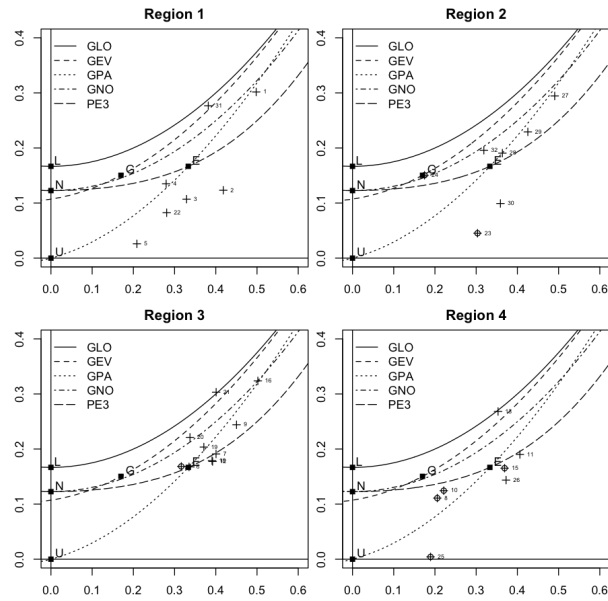 Region 1
GLO
GEV
GPA
GNO
PE3
L
N
G
E
U
31
1
4
2
3
22
5
0.0 0.1 0.2 0.3 0.4
0.0 0.1 0.2 0.3 0.4 0.5 0.6
Region 2
GLO
GEV
GPA
GNO
PE3
L
N
G
E
U
27
29
32
28
24
30
23
0.0 0.1 0.2 0.3 0.4
0.0 0.1 0.2 0.3 0.4 0.5 0.6
Region 3
GLO
GEV
GPA
GNO
PE3
L
N
G
E
U
16
9
20
19
7
0.0 0.1 0.2 0.3 0.4
0.0 0.1 0.2 0.3 0.4 0.5 0.6
Region 4
GLO
GEV
GPA
GNO
PE3
L
N
G
E
U
11
15
26
10
8
25
0.0 0.1 0.2 0.3 0.4
0.0 0.1 0.2 0.3 0.4 0.5 0.6